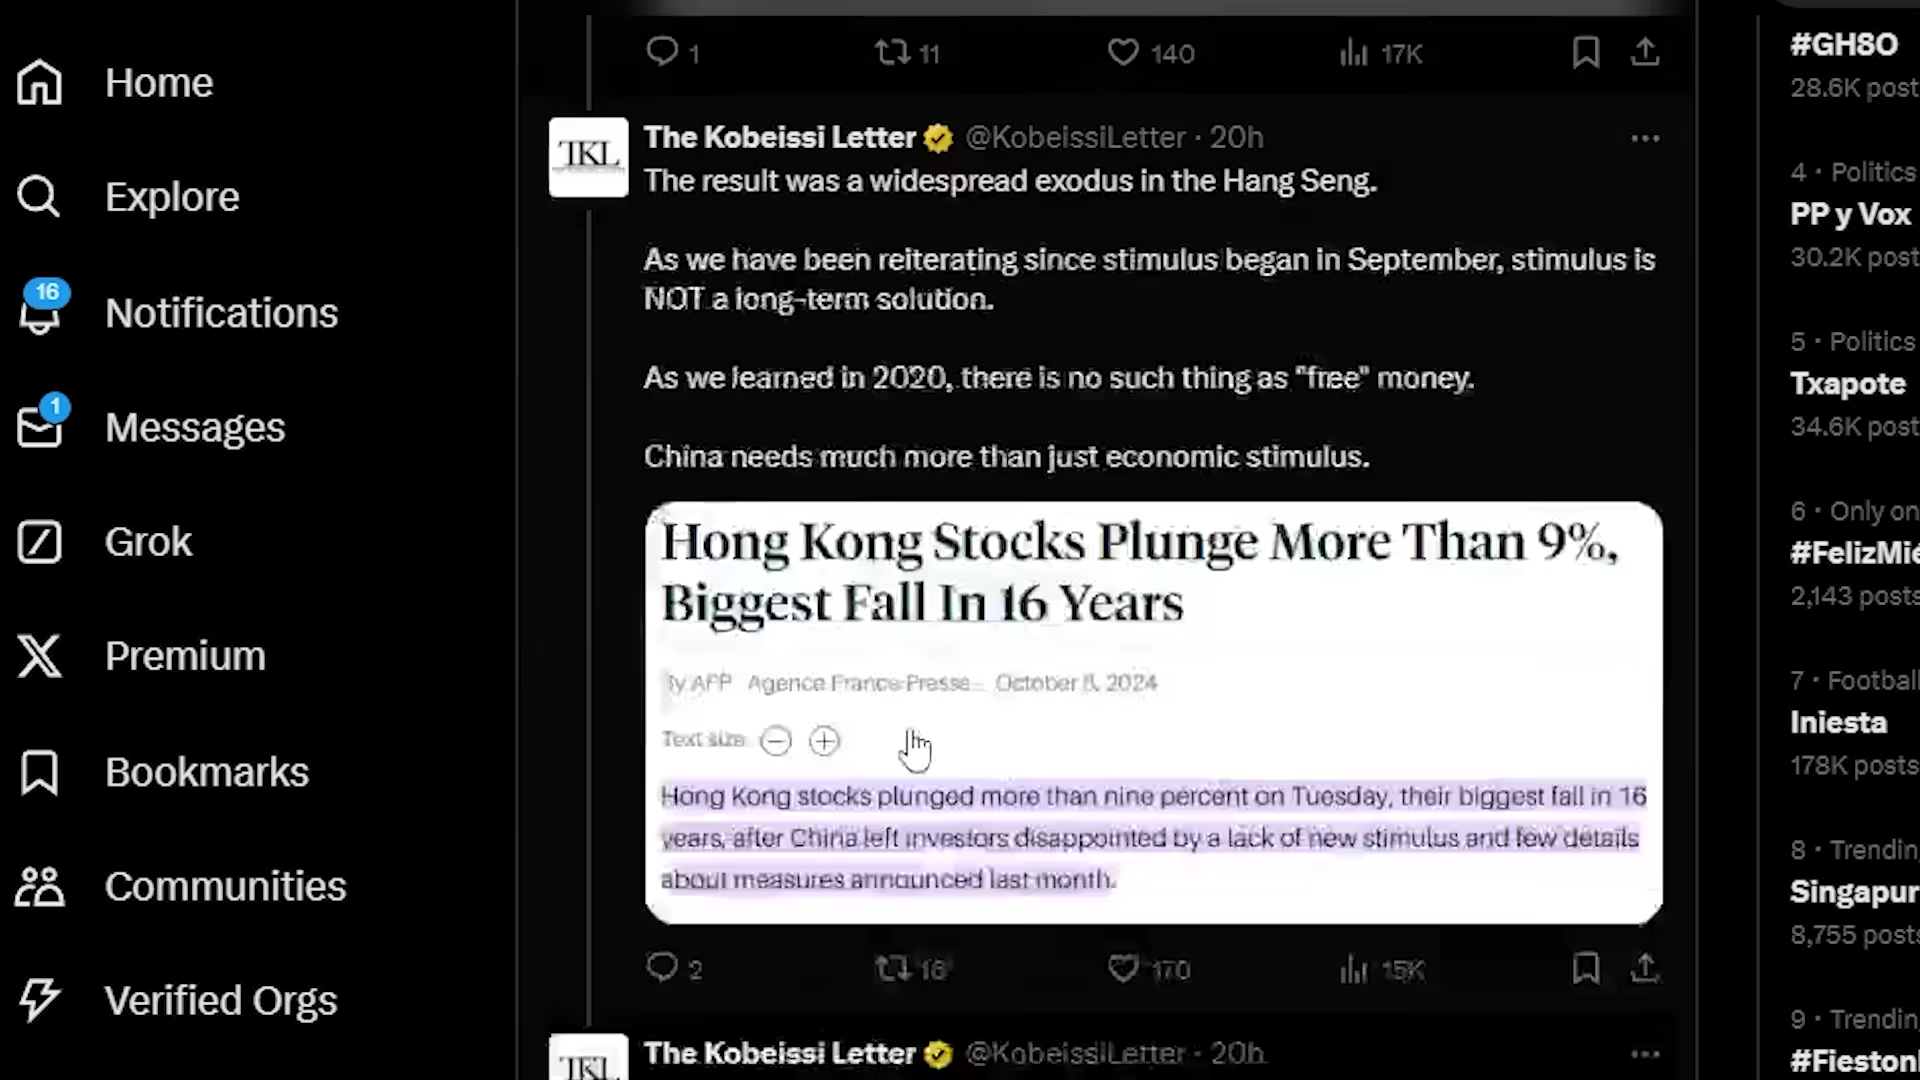 Home
Explore
16
Notifications
1
Messages
Grok
Premium
Bookmarks
Communities
Verified Orgs
1 11 140 17K
TKL
The Kobeissi Letter @KobeissiLetter · 20h
The result was a widespread exodus in the Hang Seng.
As we have been reiterating since stimulus began in September, stimulus is
NOT a long-term solution.
As we learned in 2020, there is no such thing as "free" money.
China needs much more than just economic stimulus.
Hong Kong Stocks Plunge More Than 9%,
Biggest Fall In 16 Years
By AFP - Agence France Presse October 8, 2024
Text size
Hong Kong stocks plunged more than nine percent on Tuesday, their biggest fall in 16
years, after China left investors disappointed by a lack of new stimulus and few details
about measures announced last month.
2 16 170 15K
TKL
The Kobeissi Letter @KobeissiLetter · 20h
#GH8O
28.6K post
4 · Politics
PP y Vox
30.2K post
5 · Politics
Txapote
34.6K post
6 · Only on
#FelizMié
2,143 posts
7 · Football
Iniesta
178K posts
8 · Trendin
Singapur
8,755 posts
9 · Trendin
#Fieston